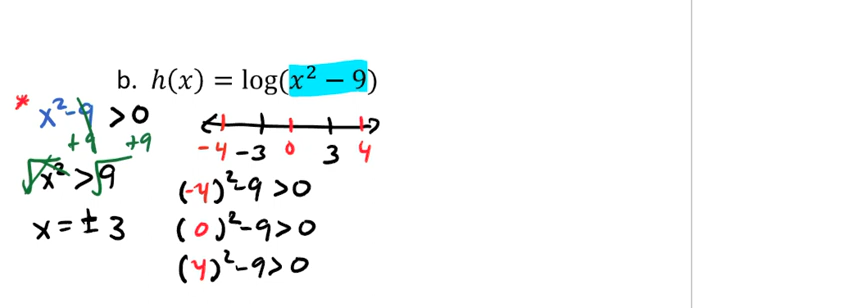 b. h(x) = log(x² − 9)
* x² - 9 > 0
+9 +9
√x² > √9
x = ± 3
-4 -3 0 3 4
(-4)² - 9 > 0
(0)² - 9 > 0
(4)² - 9 > 0